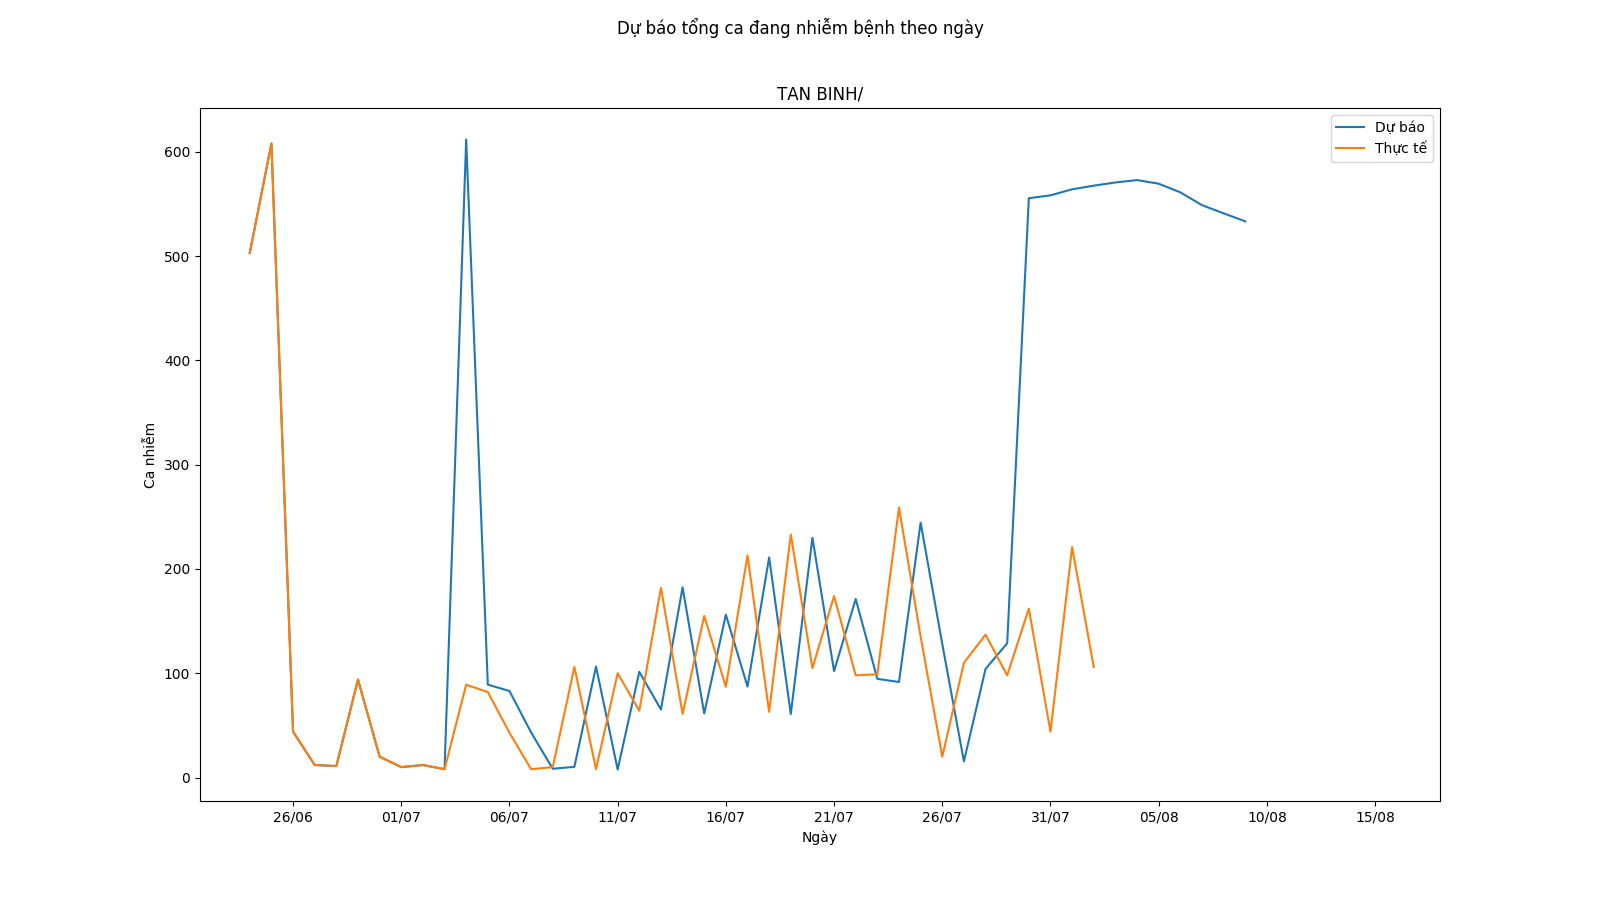 Dự báo tổng ca đang nhiễm bệnh theo ngày
TAN BINH/
Dự báo
Thực tế
Ca nhiễm
600
500
400
300
200
100
0
26/06 01/07 06/07 11/07 16/07 21/07 26/07 31/07 05/08 10/08 15/08
Ngày